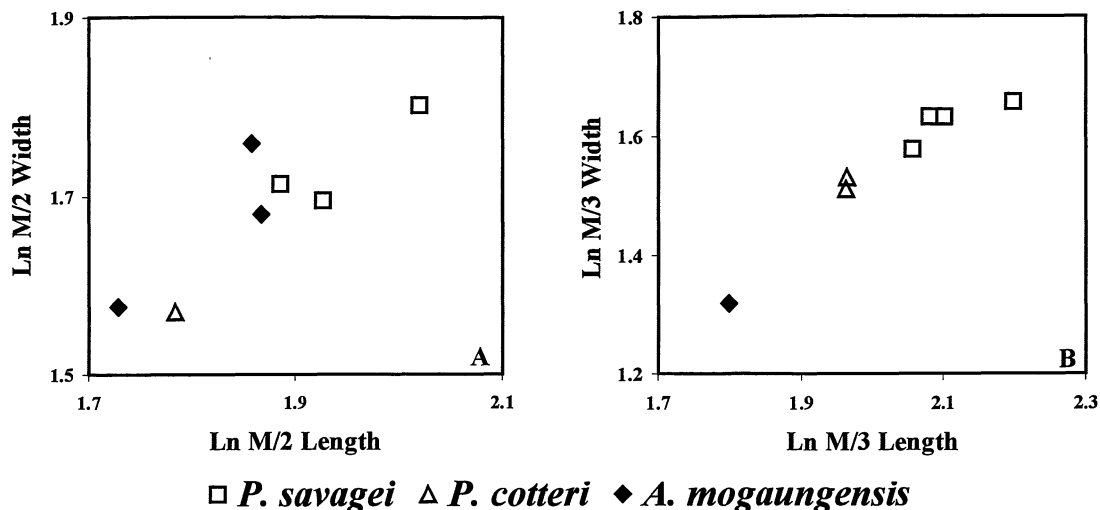 1.9
1.7
1.5
Ln M/2 Width
1.7
1.9
2.1
Ln M/2 Length
A
1.8
1.6
1.4
1.2
Ln M/3 Width
1.7
1.9
2.1
2.3
Ln M/3 Length
B
P. savagei P. cotteri A. mogaungensis